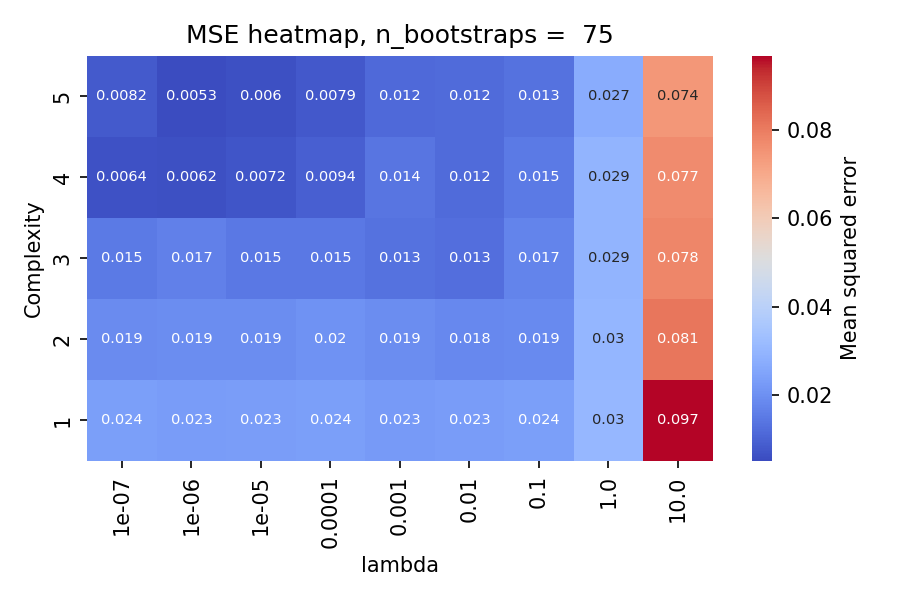 MSE heatmap, n_bootstraps =  75
5 0.0082 0.0053 0.006 0.0079 0.012 0.012 0.013 0.027 0.074
4 0.0064 0.0062 0.0072 0.0094 0.014 0.012 0.015 0.029 0.077
3 0.015 0.017 0.015 0.015 0.013 0.013 0.017 0.029 0.078
2 0.019 0.019 0.019 0.02 0.019 0.018 0.019 0.03 0.081
1 0.024 0.023 0.023 0.024 0.023 0.023 0.024 0.03 0.097
Complexity
1e-07 1e-06 1e-05 0.0001 0.001 0.01 0.1 1.0 10.0
lambda
0.08
0.06
0.04
0.02
Mean squared error